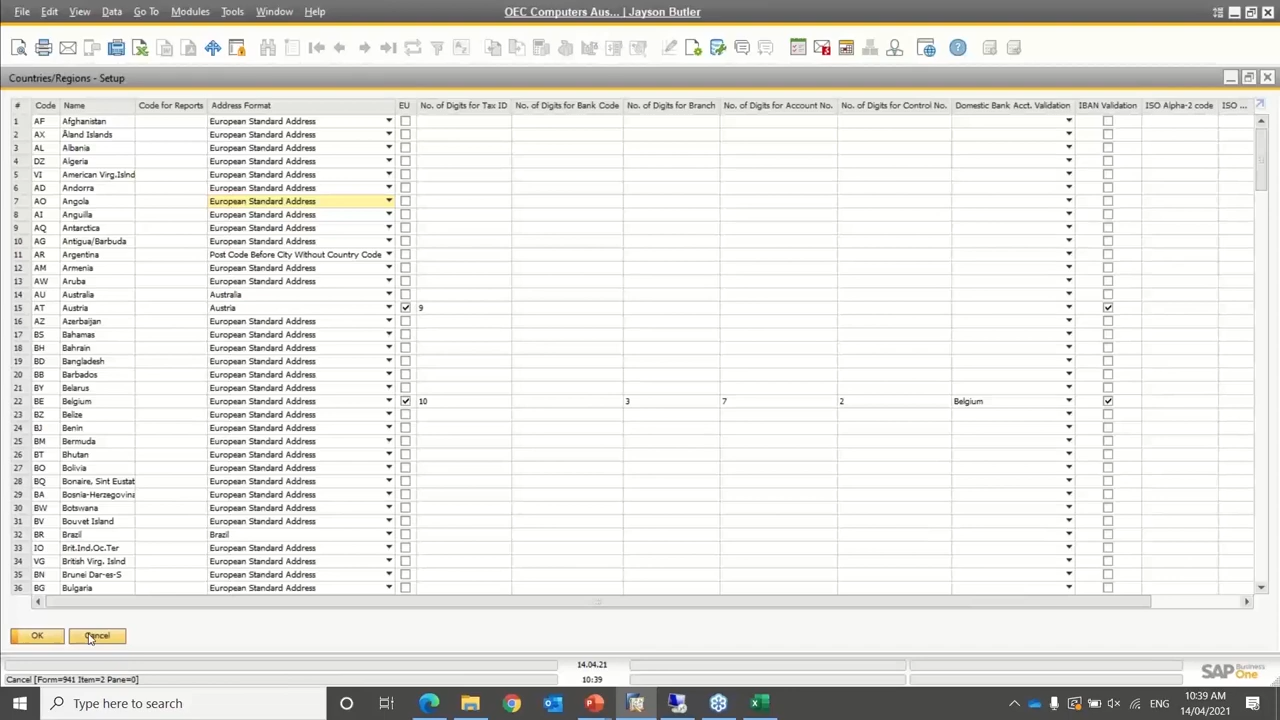 File Edit View Data Go To Modules Tools Window Help OEC Computers Aus... | Jayson Butler
Countries/Regions - Setup
# Code Name Code for Reports Address Format EU No. of Digits for Tax ID No. of Digits for Bank Code No. of Digits for Branch No. of Digits for Account No. No. of Digits for Control No. Domestic Bank Acct. Validation IBAN Validation ISO Alpha-2 code ISO ...
1 AF Afghanistan European Standard Address
2 AX Åland Islands European Standard Address
3 AL Albania European Standard Address
4 DZ Algeria European Standard Address
5 VI American Virg.Islnd European Standard Address
6 AD Andorra European Standard Address
7 AO Angola European Standard Address
8 AI Anguilla European Standard Address
9 AQ Antarctica European Standard Address
10 AG Antigua/Barbuda European Standard Address
11 AR Argentina Post Code Before City Without Country Code
12 AM Armenia European Standard Address
13 AW Aruba European Standard Address
14 AU Australia Australia
15 AT Austria Austria 9
16 AZ Azerbaijan European Standard Address
17 BS Bahamas European Standard Address
18 BH Bahrain European Standard Address
19 BD Bangladesh European Standard Address
20 BB Barbados European Standard Address
21 BY Belarus European Standard Address
22 BE Belgium European Standard Address 10 3 7 2 Belgium
23 BZ Belize European Standard Address
24 BJ Benin European Standard Address
25 BM Bermuda European Standard Address
26 BT Bhutan European Standard Address
27 BO Bolivia European Standard Address
28 BQ Bonaire, Sint Eustat European Standard Address
29 BA Bosnia-Herzegovina European Standard Address
30 BW Botswana European Standard Address
31 BV Bouvet Island European Standard Address
32 BR Brazil Brazil
33 IO Brit.Ind.Oc.Ter European Standard Address
34 VG British Virg. Islnd European Standard Address
35 BN Brunei Dar-es-S European Standard Address
36 BG Bulgaria European Standard Address
OK Cancel
14.04.21
Cancel [Form=941 Item=2 Pane=0] 10:39
SAP Business One
Type here to search ENG 10:39 AM
14/04/2021